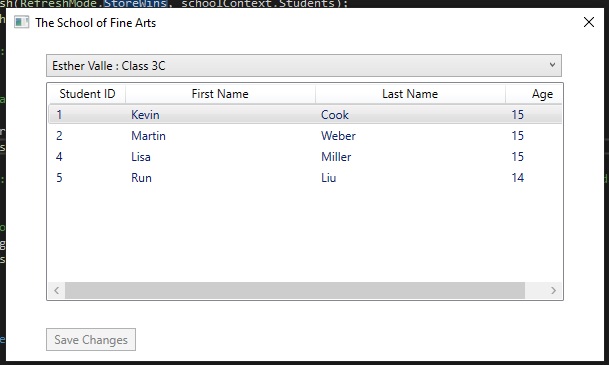 sh(RefreshMode.StoreWins, schoolContext.Students);
The School of Fine Arts
Esther Valle : Class 3C
Student ID First Name Last Name Age
1 Kevin Cook 15
2 Martin Weber 15
4 Lisa Miller 15
5 Run Liu 14
Save Changes